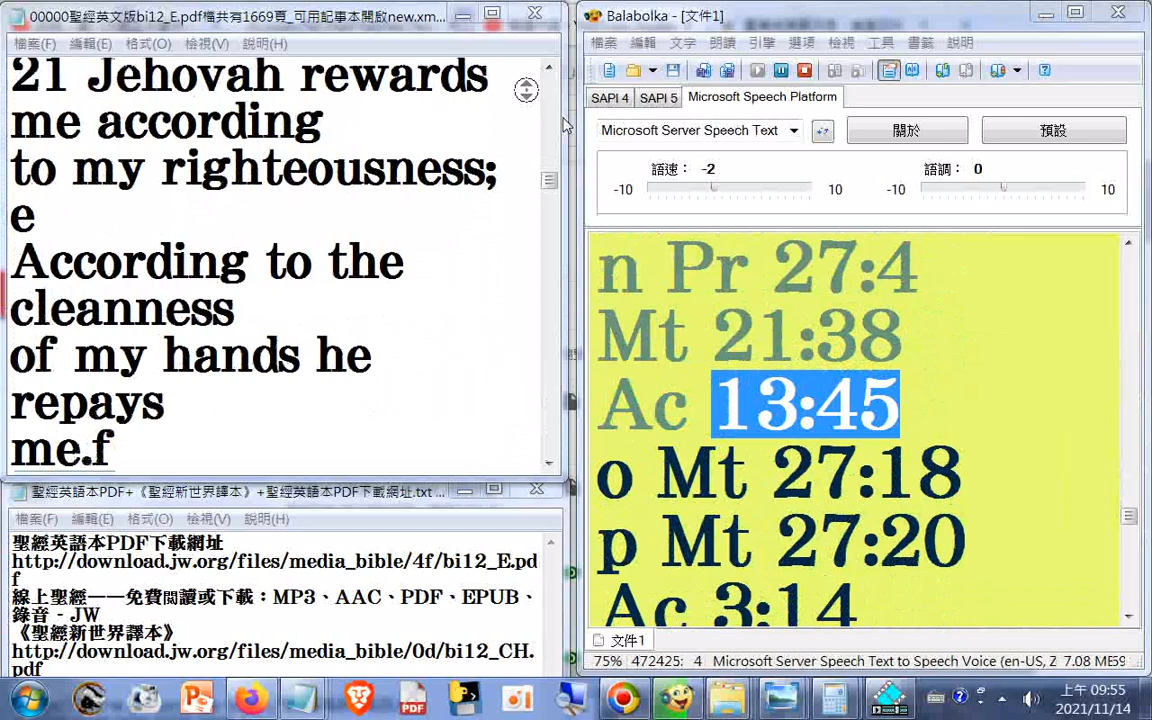 00000聖經英文版bi12_E.pdf檔共有1669頁_可用記事本開啟new.xm...
檔案(F) 編輯(E) 格式(O) 檢視(V) 說明(H)
21 Jehovah rewards
me according
to my righteousness;
e
According to the
cleanness
of my hands he
repays
me.f
聖經英語本PDF+《聖經新世界譯本》+聖經英語本PDF下載網址.txt ...
檔案(F) 編輯(E) 格式(O) 檢視(V) 說明(H)
聖經英語本PDF下載網址
http://download.jw.org/files/media_bible/4f/bi12_E.pd
f
線上聖經——免費閱讀或下載：MP3、AAC、PDF、EPUB、
錄音 - JW
《聖經新世界譯本》
http://download.jw.org/files/media_bible/0d/bi12_CH.
pdf
Balabolka - [文件1]
檔案 編輯 文字 朗讀 引擎 選項 檢視 工具 書籤 說明
SAPI 4 SAPI 5 Microsoft Speech Platform
Microsoft Server Speech Text 關於 預設
語速： -2 語調： 0
-10 10 -10 10
n Pr 27:4
Mt 21:38
Ac 13:45
o Mt 27:18
p Mt 27:20
Ac 3:14
文件1
75% 472425: 4 Microsoft Server Speech Text to Speech Voice (en-US, Z 7.08 ME59
上午 09:55
2021/11/14